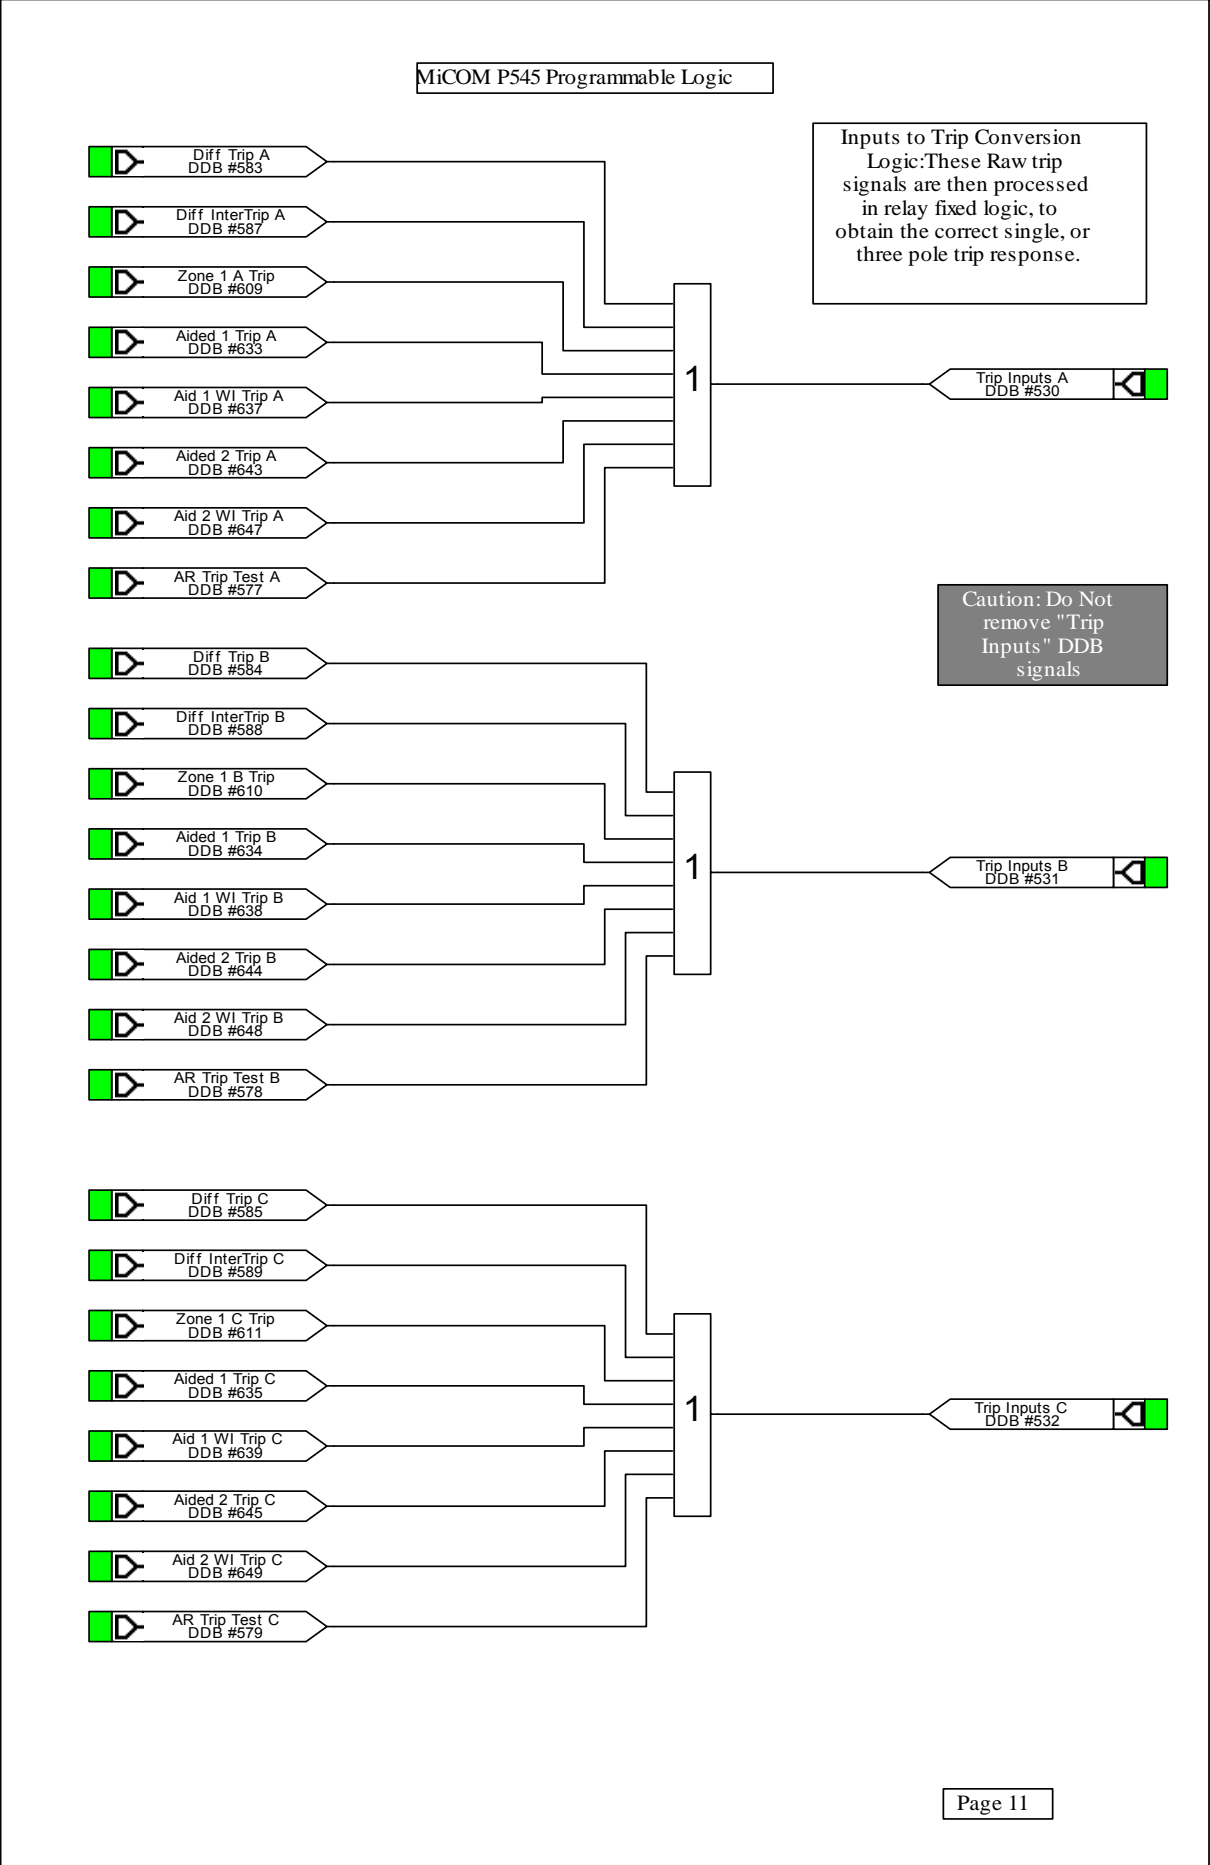 MiCOM P545 Programmable Logic
Inputs to Trip Conversion
Logic:These Raw trip
signals are then processed
in relay fixed logic, to
obtain the correct single, or
three pole trip response.
Diff Trip A
DDB #583
Diff InterTrip A
DDB #587
Zone 1 A Trip
DDB #609
Aided 1 Trip A
DDB #633
Aid 1 WI Trip A
DDB #637
Aided 2 Trip A
DDB #643
Aid 2 WI Trip A
DDB #647
AR Trip Test A
DDB #577
1
Trip Inputs A
DDB #530
Caution: Do Not
remove "Trip
Inputs" DDB
signals
Diff Trip B
DDB #584
Diff InterTrip B
DDB #588
Zone 1 B Trip
DDB #610
Aided 1 Trip B
DDB #634
Aid 1 WI Trip B
DDB #638
Aided 2 Trip B
DDB #644
Aid 2 WI Trip B
DDB #648
AR Trip Test B
DDB #578
1
Trip Inputs B
DDB #531
Diff Trip C
DDB #585
Diff InterTrip C
DDB #589
Zone 1 C Trip
DDB #611
Aided 1 Trip C
DDB #635
Aid 1 WI Trip C
DDB #639
Aided 2 Trip C
DDB #645
Aid 2 WI Trip C
DDB #649
AR Trip Test C
DDB #579
1
Trip Inputs C
DDB #532
Page 11